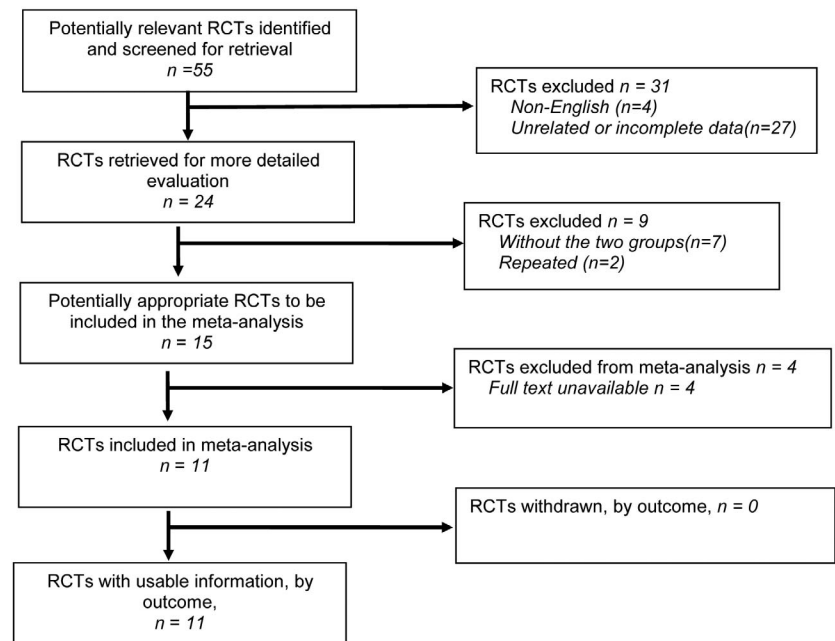 Potentially relevant RCTs identified
and screened for retrieval
n =55
RCTs excluded n = 31
Non-English (n=4)
Unrelated or incomplete data(n=27)
RCTs retrieved for more detailed
evaluation
n = 24
RCTs excluded n = 9
Without the two groups(n=7)
Repeated (n=2)
Potentially appropriate RCTs to be
included in the meta-analysis
n = 15
RCTs excluded from meta-analysis n = 4
Full text unavailable n = 4
RCTs included in meta-analysis
n = 11
RCTs withdrawn, by outcome, n = 0
RCTs with usable information, by
outcome,
n = 11